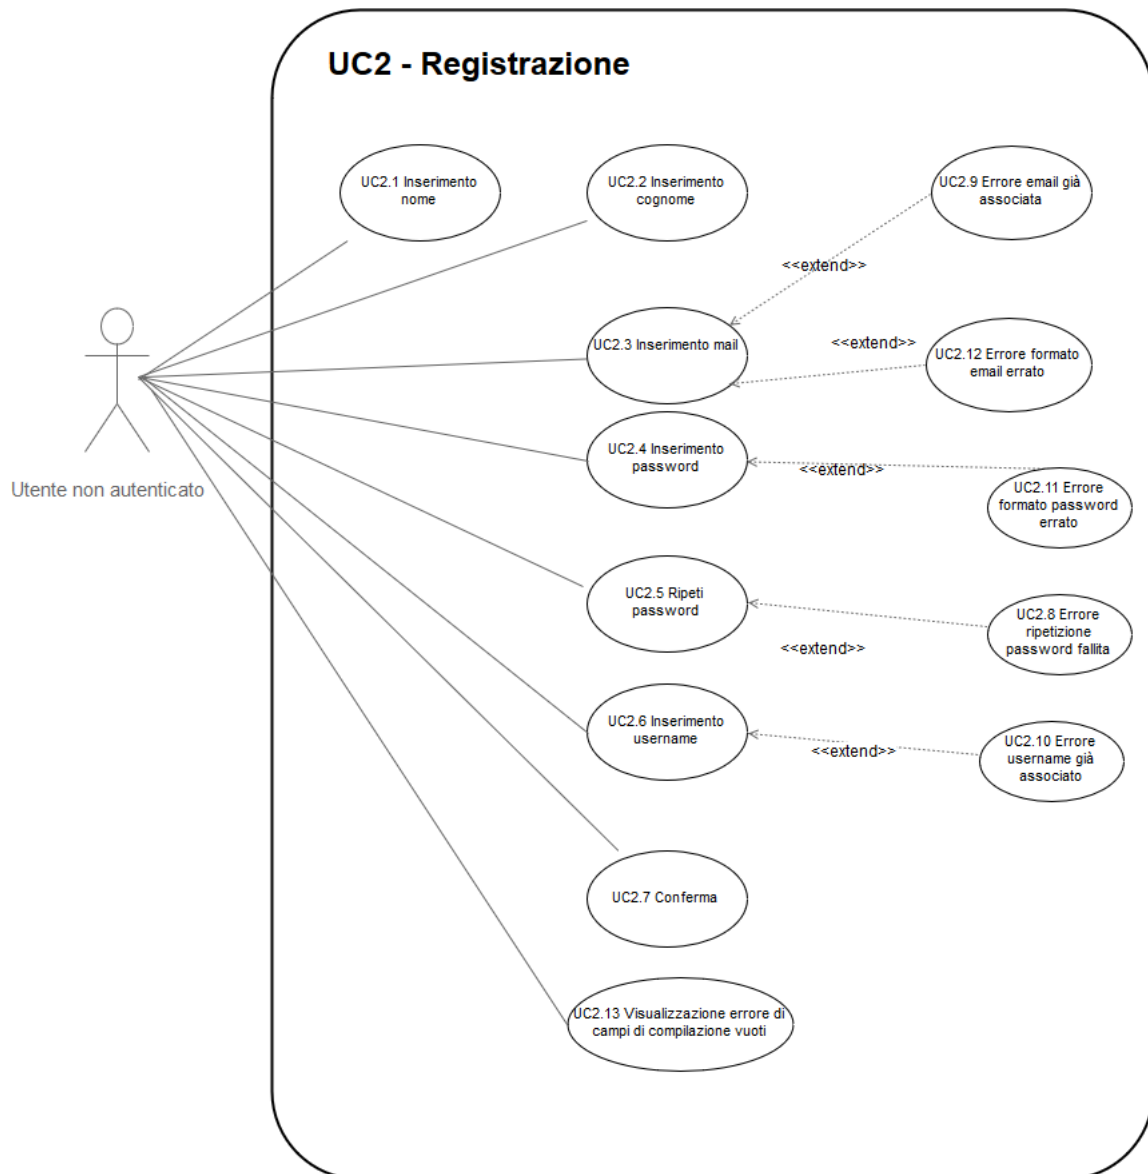 UC2 - Registrazione
UC2.1 Inserimento
nome
UC2.2 Inserimento
cognome
UC2.9 Errore email già
associata
<<extend>>
UC2.3 Inserimento mail
<<extend>>
UC2.12 Errore formato
email errato
UC2.4 Inserimento
password
<<extend>>
UC2.11 Errore
formato password
errato
Utente non autenticato
UC2.5 Ripeti
password
<<extend>>
UC2.8 Errore
ripetizione
password fallita
UC2.6 Inserimento
username
<<extend>>
UC2.10 Errore
username già
associato
UC2.7 Conferma
UC2.13 Visualizzazione errore di
campi di compilazione vuoti